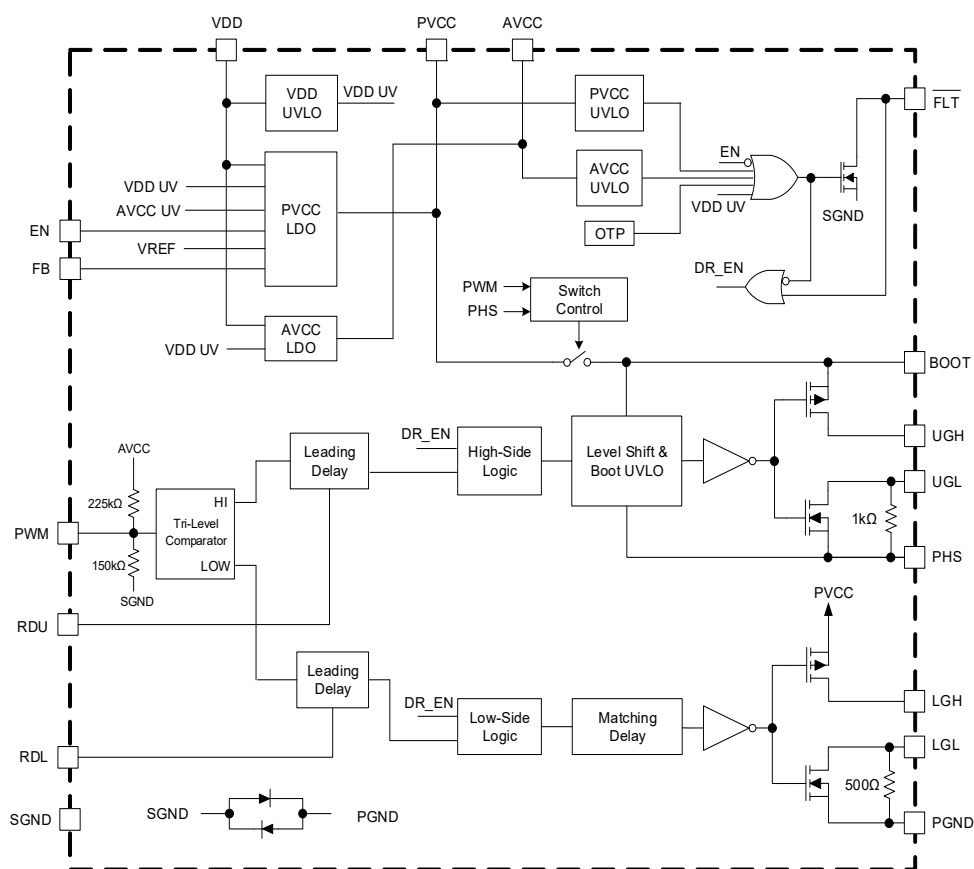 VDD
PVCC
AVCC
VDD
UVLO
VDD UV
PVCC
UVLO
FLT
EN
AVCC
UVLO
VDD UV
SGND
OTP
VDD UV
AVCC UV
EN
VREF
FB
PVCC
LDO
DR_EN
PWM
PHS
Switch
Control
AVCC
LDO
VDD UV
BOOT
AVCC
225kΩ
PWM
150kΩ
SGND
HI
Tri-Level
Comparator
LOW
Leading
Delay
DR_EN
High-Side
Logic
Level Shift &
Boot UVLO
UGH
UGL
1kΩ
PHS
RDU
PVCC
Leading
Delay
DR_EN
Low-Side
Logic
Matching
Delay
LGH
LGL
500Ω
PGND
RDL
SGND
SGND
PGND